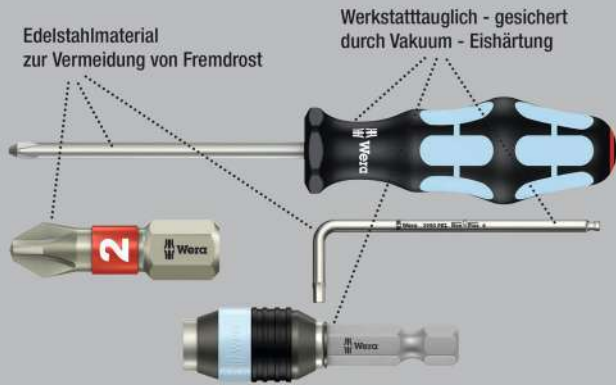 Edelstahlmaterial
zur Vermeidung von Fremdrost
Werkstatttauglich - gesichert
durch Vakuum - Eishärtung
Wera
2
Wera
Wera
Wera